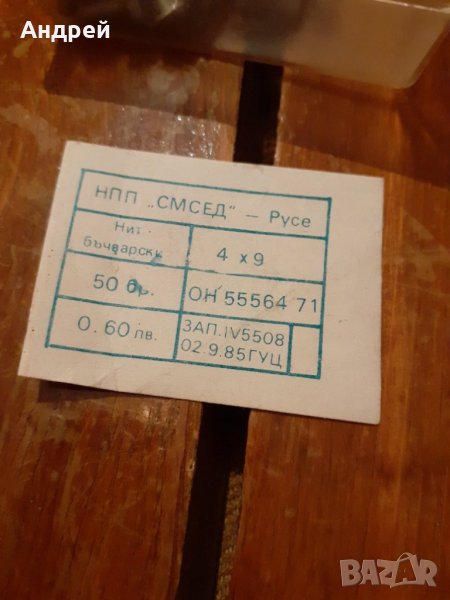 Андрей
НПП „СМСЕД" – Русе
Нит
бъчварски
4 х 9
50 бр.
ОН 55564 71
0.60 лв.
ЗАП.IV5508
02.9.85ГУЦ
BAZAR